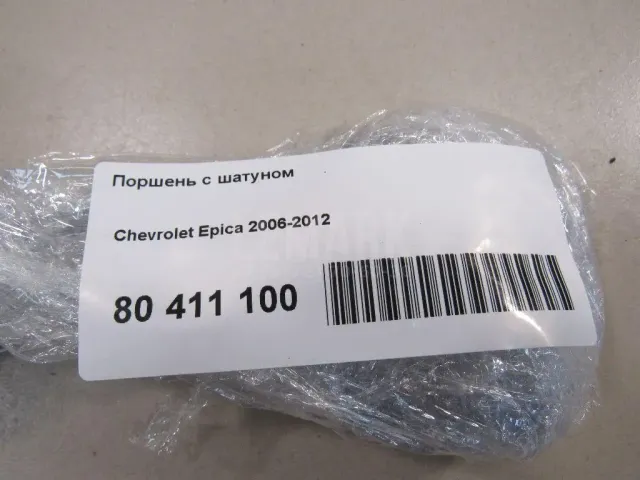 Поршень с шатуном
Chevrolet Epica 2006-2012
80 411 100